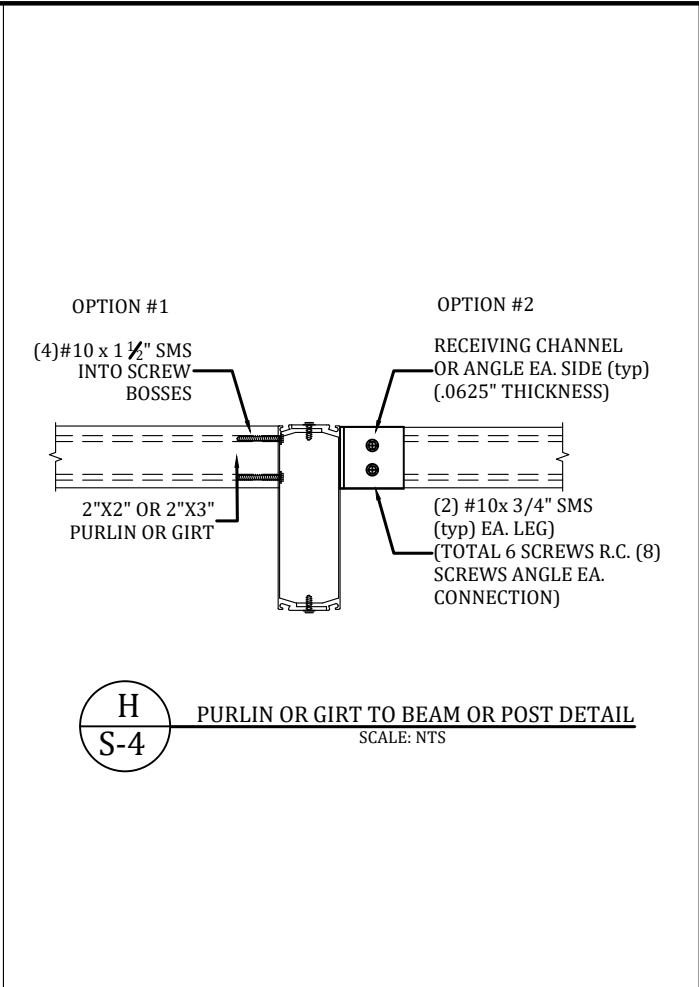 OPTION #1
(4)#10 x 1 1/2" SMS
INTO SCREW
BOSSES
2"X2" OR 2"X3"
PURLIN OR GIRT
OPTION #2
RECEIVING CHANNEL
OR ANGLE EA. SIDE (typ)
(.0625" THICKNESS)
(2) #10x 3/4" SMS
(typ) EA. LEG)
(TOTAL 6 SCREWS R.C. (8)
SCREWS ANGLE EA.
CONNECTION)
H
S-4
PURLIN OR GIRT TO BEAM OR POST DETAIL
SCALE: NTS